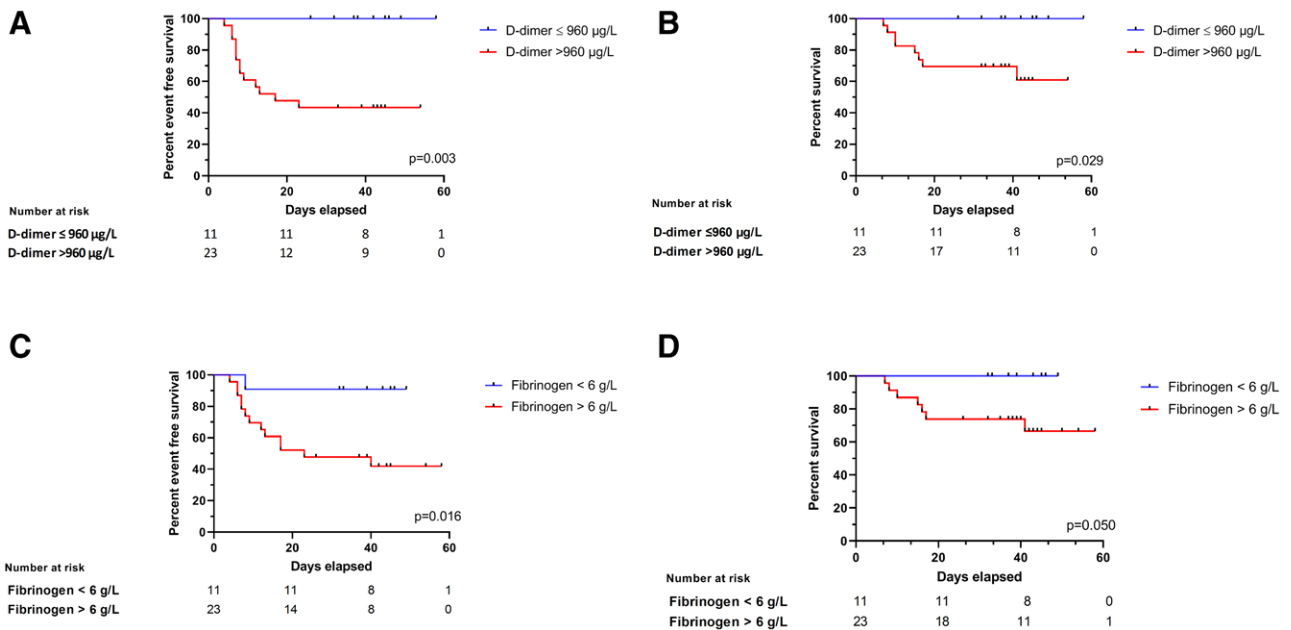 A
Percent event free survival
100
80
60
40
20
0
0 20 40 60
Days elapsed
p=0.003
D-dimer ≤ 960 µg/L
D-dimer >960 µg/L
Number at risk
D-dimer ≤ 960 µg/L 11 11 8 1
D-dimer >960 µg/L 23 12 9 0
B
Percent survival
100
80
60
40
20
0
0 20 40 60
Days elapsed
p=0.029
D-dimer ≤ 960 µg/L
D-dimer >960 µg/L
Number at risk
D-dimer ≤960 µg/L 11 11 8 1
D-dimer >960 µg/L 23 17 11 0
C
Percent event free survival
100
80
60
40
20
0
0 20 40 60
Days elapsed
p=0.016
Fibrinogen < 6 g/L
Fibrinogen > 6 g/L
Number at risk
Fibrinogen < 6 g/L 11 11 8 1
Fibrinogen > 6 g/L 23 14 8 0
D
Percent survival
100
80
60
40
20
0
0 20 40 60
Days elapsed
p=0.050
Fibrinogen < 6 g/L
Fibrinogen > 6 g/L
Number at risk
Fibrinogen < 6 g/L 11 11 8 0
Fibrinogen > 6 g/L 23 18 11 1